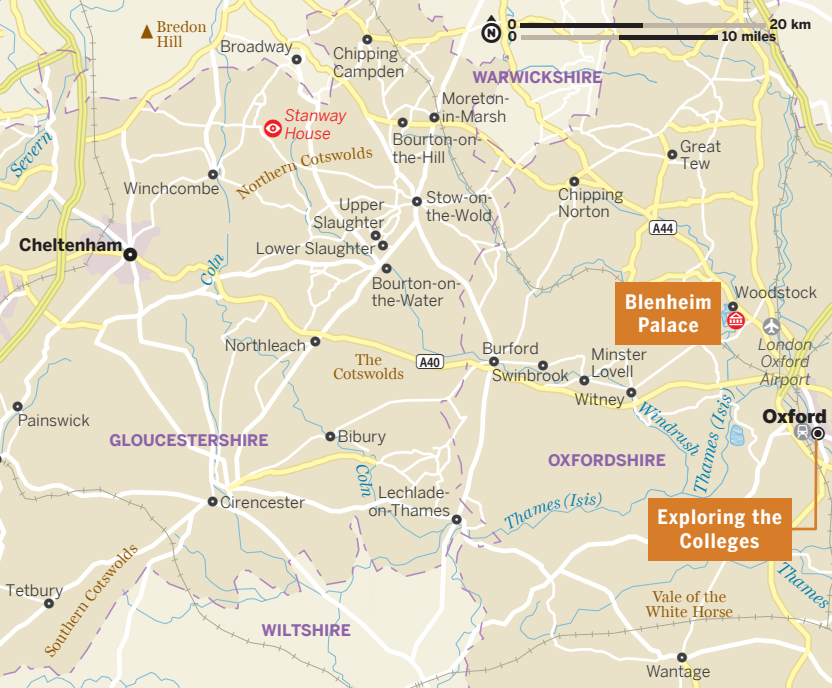 Bredon
Hill
Broadway
Chipping
Campden
N
0
20 km
0
10 miles
WARWICKSHIRE
Stanway
House
Moreton-
in-Marsh
Bourton-on-
the-Hill
Great
Tew
Severn
Northern Cotswolds
Winchcombe
Upper
Slaughter
Stow-on-
the-Wold
Chipping
Norton
A44
Cheltenham
Lower Slaughter
Coln
Bourton-on-
the-Water
Blenheim
Palace
Woodstock
Northleach
The
Cotswolds
A40
Burford
Swinbrook
Minster
Lovell
London
Oxford
Airport
Witney
Painswick
GLOUCESTERSHIRE
Bibury
Windrush
Thames (Isis)
Oxford
OXFORDSHIRE
Coln
Cirencester
Lechlade-
on-Thames
Thames (Isis)
Exploring the
Colleges
Southern Cotswolds
Tetbury
Thames
Vale of the
White Horse
WILTSHIRE
Wantage